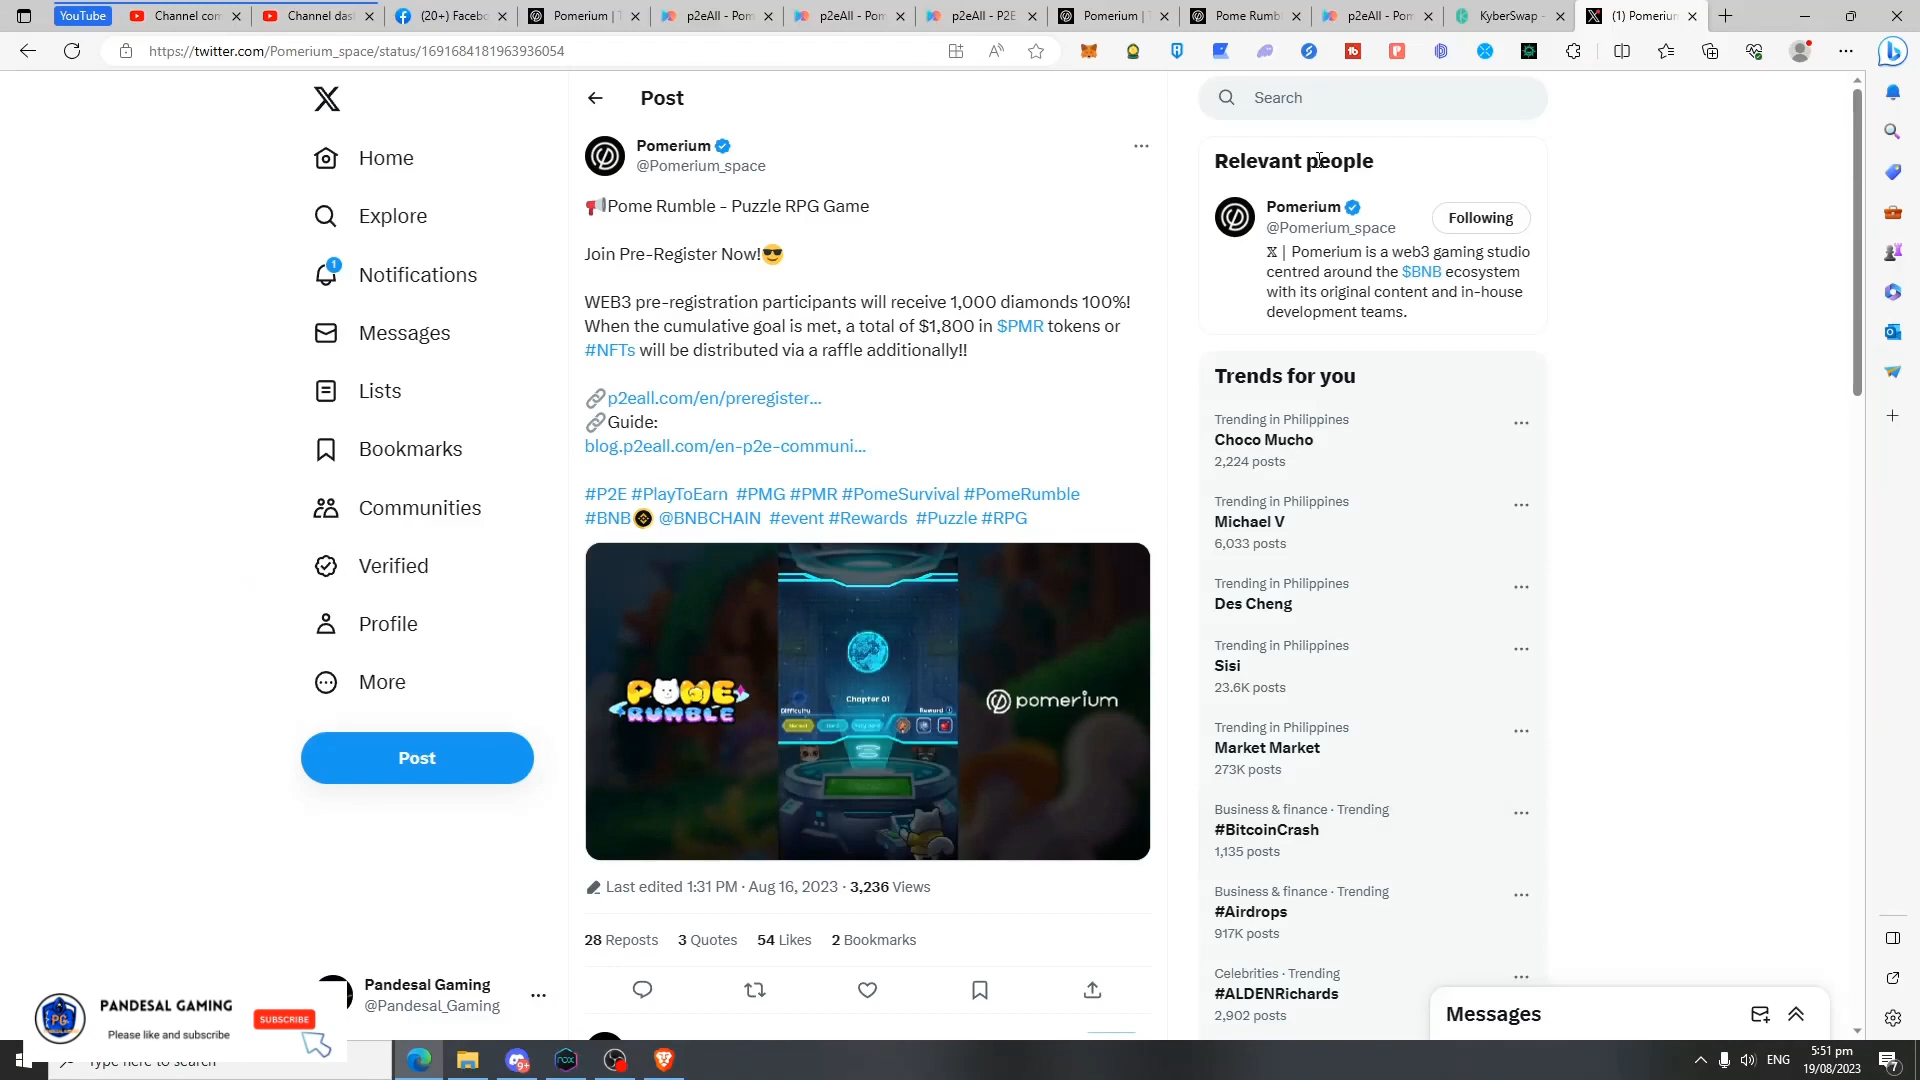 YouTube
Channel con
Channel das
(20+) Facebo
Pomerium | T
p2eAll - Pom
p2eAll - Pom
p2eAll - P2E
Pomerium | T
Pome Rumb
p2eAll - Pom
KyberSwap -
(1) Pomerium
https://twitter.com/Pomerium_space/status/1691684181963936054
Home
Explore
1
Notifications
Messages
Lists
Bookmarks
Communities
Verified
Profile
More
Post
Pandesal Gaming
@Pandesal_Gaming
Post
Pomerium
@Pomerium_space
📢Pome Rumble - Puzzle RPG Game
Join Pre-Register Now!😎
WEB3 pre-registration participants will receive 1,000 diamonds 100%!
When the cumulative goal is met, a total of $1,800 in $PMR tokens or
#NFTs will be distributed via a raffle additionally!!
🔗p2eall.com/en/preregister...
🔗Guide:
blog.p2eall.com/en-p2e-communi...
#P2E #PlayToEarn #PMG #PMR #PomeSurvival #PomeRumble
#BNB @BNBCHAIN #event #Rewards #Puzzle #RPG
POME
RUMBLE
Chapter 01
Difficulty
Reward
pomerium
Last edited 1:31 PM · Aug 16, 2023 · 3,236 Views
28 Reposts 3 Quotes 54 Likes 2 Bookmarks
Search
Relevant people
Pomerium
@Pomerium_space
Following
X | Pomerium is a web3 gaming studio
centred around the $BNB ecosystem
with its original content and in-house
development teams.
Trends for you
Trending in Philippines
Choco Mucho
2,224 posts
Trending in Philippines
Michael V
6,033 posts
Trending in Philippines
Des Cheng
Trending in Philippines
Sisi
23.6K posts
Trending in Philippines
Market Market
273K posts
Business & finance · Trending
#BitcoinCrash
1,135 posts
Business & finance · Trending
#Airdrops
917K posts
Celebrities · Trending
#ALDENRichards
2,902 posts
Messages
PG
PANDESAL GAMING
Please like and subscribe
SUBSCRIBE
Type here to search
9+
nox
ENG
5:51 pm
19/08/2023
7